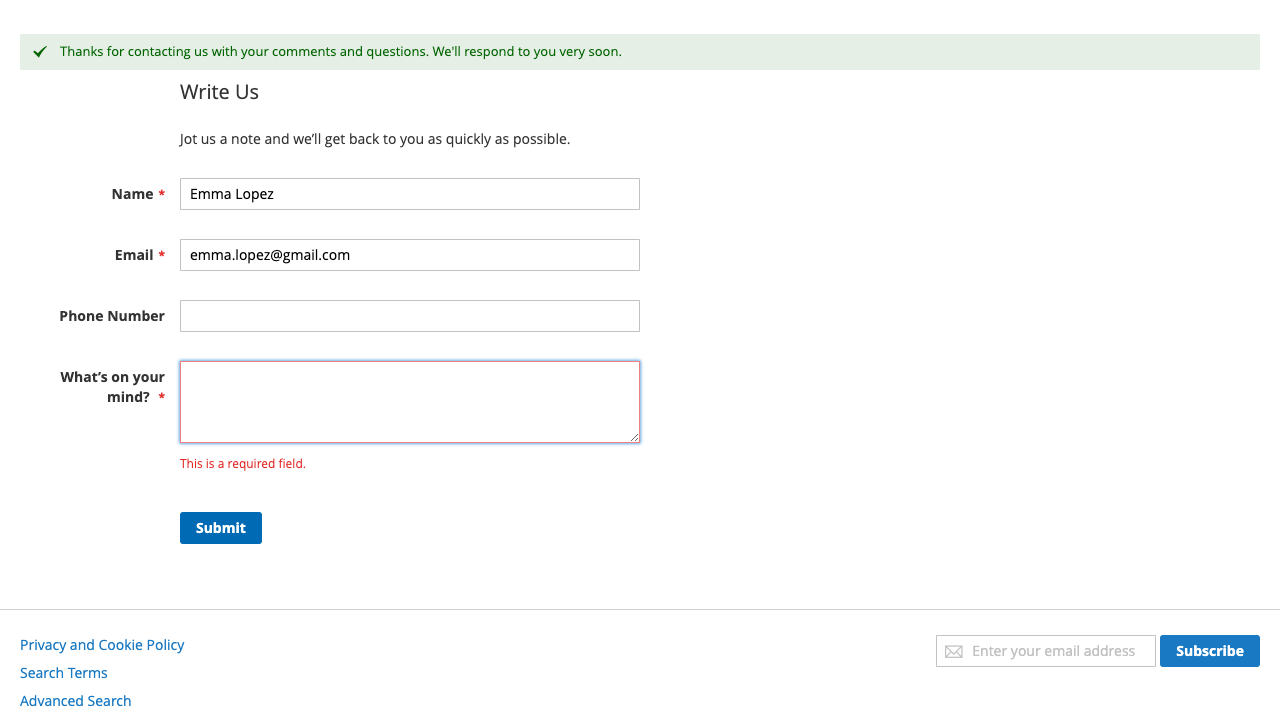 Thanks for contacting us with your comments and questions. We'll respond to you very soon.
Write Us
Jot us a note and we’ll get back to you as quickly as possible.
Name *
Emma Lopez
Email *
emma.lopez@gmail.com
Phone Number
What’s on your
mind? *
This is a required field.
Submit
Privacy and Cookie Policy
Search Terms
Advanced Search
Enter your email address
Subscribe